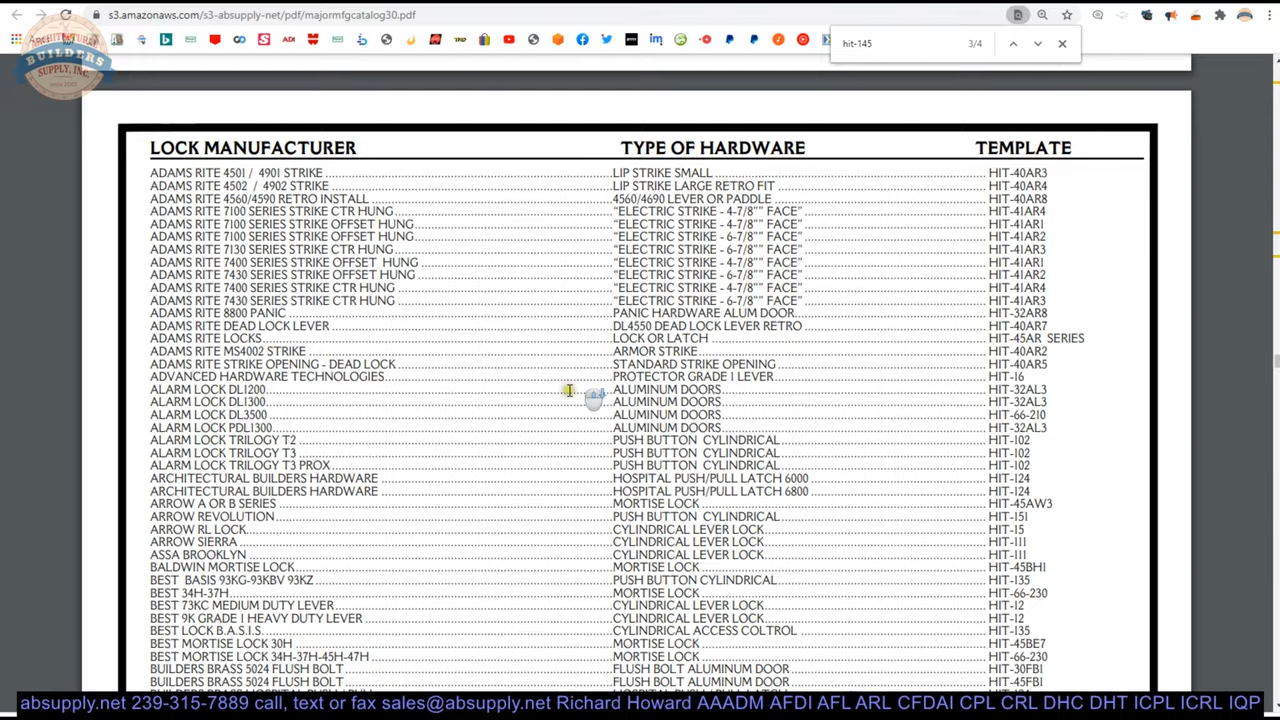 s3.amazonaws.com/s3-absupply-net/pdf/majormfgcatalog30.pdf
hit-145 3/4
ARCHITECTURAL
BUILDERS
SUPPLY, INC.
since 2003
LOCK MANUFACTURER TYPE OF HARDWARE TEMPLATE
ADAMS RITE 4501 / 4901 STRIKE LIP STRIKE SMALL HIT-40AR3
ADAMS RITE 4502 / 4902 STRIKE LIP STRIKE LARGE RETRO FIT HIT-40AR4
ADAMS RITE 4560/4590 RETRO INSTALL 4560/4690 LEVER OR PADDLE HIT-40AR8
ADAMS RITE 7100 SERIES STRIKE CTR HUNG "ELECTRIC STRIKE - 4-7/8"" FACE" HIT-41AR4
ADAMS RITE 7100 SERIES STRIKE OFFSET HUNG "ELECTRIC STRIKE - 4-7/8"" FACE" HIT-41AR1
ADAMS RITE 7100 SERIES STRIKE OFFSET HUNG "ELECTRIC STRIKE - 6-7/8"" FACE" HIT-41AR2
ADAMS RITE 7130 SERIES STRIKE CTR HUNG "ELECTRIC STRIKE - 6-7/8"" FACE" HIT-41AR3
ADAMS RITE 7400 SERIES STRIKE OFFSET HUNG "ELECTRIC STRIKE - 4-7/8"" FACE" HIT-41AR1
ADAMS RITE 7430 SERIES STRIKE OFFSET HUNG "ELECTRIC STRIKE - 6-7/8"" FACE" HIT-41AR2
ADAMS RITE 7400 SERIES STRIKE CTR HUNG "ELECTRIC STRIKE - 4-7/8"" FACE" HIT-41AR4
ADAMS RITE 7430 SERIES STRIKE CTR HUNG "ELECTRIC STRIKE - 6-7/8"" FACE" HIT-41AR3
ADAMS RITE 8800 PANIC PANIC HARDWARE ALUM DOOR HIT-32AR8
ADAMS RITE DEAD LOCK LEVER DL4550 DEAD LOCK LEVER RETRO HIT-40AR7
ADAMS RITE LOCKS LOCK OR LATCH HIT-45AR SERIES
ADAMS RITE MS4002 STRIKE ARMOR STRIKE HIT-40AR2
ADAMS RITE STRIKE OPENING - DEAD LOCK STANDARD STRIKE OPENING HIT-40AR5
ADVANCED HARDWARE TECHNOLOGIES PROTECTOR GRADE I LEVER HIT-16
ALARM LOCK DL1200 ALUMINUM DOORS HIT-32AL3
ALARM LOCK DL1300 ALUMINUM DOORS HIT-32AL3
ALARM LOCK DL3500 ALUMINUM DOORS HIT-66-210
ALARM LOCK PDL1300 ALUMINUM DOORS HIT-32AL3
ALARM LOCK TRILOGY T2 PUSH BUTTON CYLINDRICAL HIT-102
ALARM LOCK TRILOGY T3 PUSH BUTTON CYLINDRICAL HIT-102
ALARM LOCK TRILOGY T3 PROX PUSH BUTTON CYLINDRICAL HIT-102
ARCHITECTURAL BUILDERS HARDWARE HOSPITAL PUSH/PULL LATCH 6000 HIT-124
ARCHITECTURAL BUILDERS HARDWARE HOSPITAL PUSH/PULL LATCH 6800 HIT-124
ARROW A OR B SERIES MORTISE LOCK HIT-45AW3
ARROW REVOLUTION PUSH BUTTON CYLINDRICAL HIT-151
ARROW RL LOCK CYLINDRICAL LEVER LOCK HIT-15
ARROW SIERRA CYLINDRICAL LEVER LOCK HIT-111
ASSA BROOKLYN CYLINDRICAL LEVER LOCK HIT-111
BALDWIN MORTISE LOCK MORTISE LOCK HIT-45BH1
BEST BASIS 93KG-93KBV 93KZ PUSH BUTTON CYLINDRICAL HIT-135
BEST 34H-37H MORTISE LOCK HIT-66-230
BEST 73KC MEDIUM DUTY LEVER CYLINDRICAL LEVER LOCK HIT-12
BEST 9K GRADE I HEAVY DUTY LEVER CYLINDRICAL LEVER LOCK HIT-12
BEST LOCK B.A.S.I.S. CYLINDRICAL ACCESS COLTROL HIT-135
BEST MORTISE LOCK 30H MORTISE LOCK HIT-45BE7
BEST MORTISE LOCK 34H-37H-45H-47H MORTISE LOCK HIT-66-230
BUILDERS BRASS 5024 FLUSH BOLT FLUSH BOLT ALUMINUM DOOR HIT-30FB1
BUILDERS BRASS 5024 FLUSH BOLT FLUSH BOLT ALUMINUM DOOR HIT-45FB1
absupply.net 239-315-7889 call, text or fax sales@absupply.net Richard Howard AAADM AFDI AFL ARL CFDAI CPL CRL DHC DHT ICPL ICRL IQP